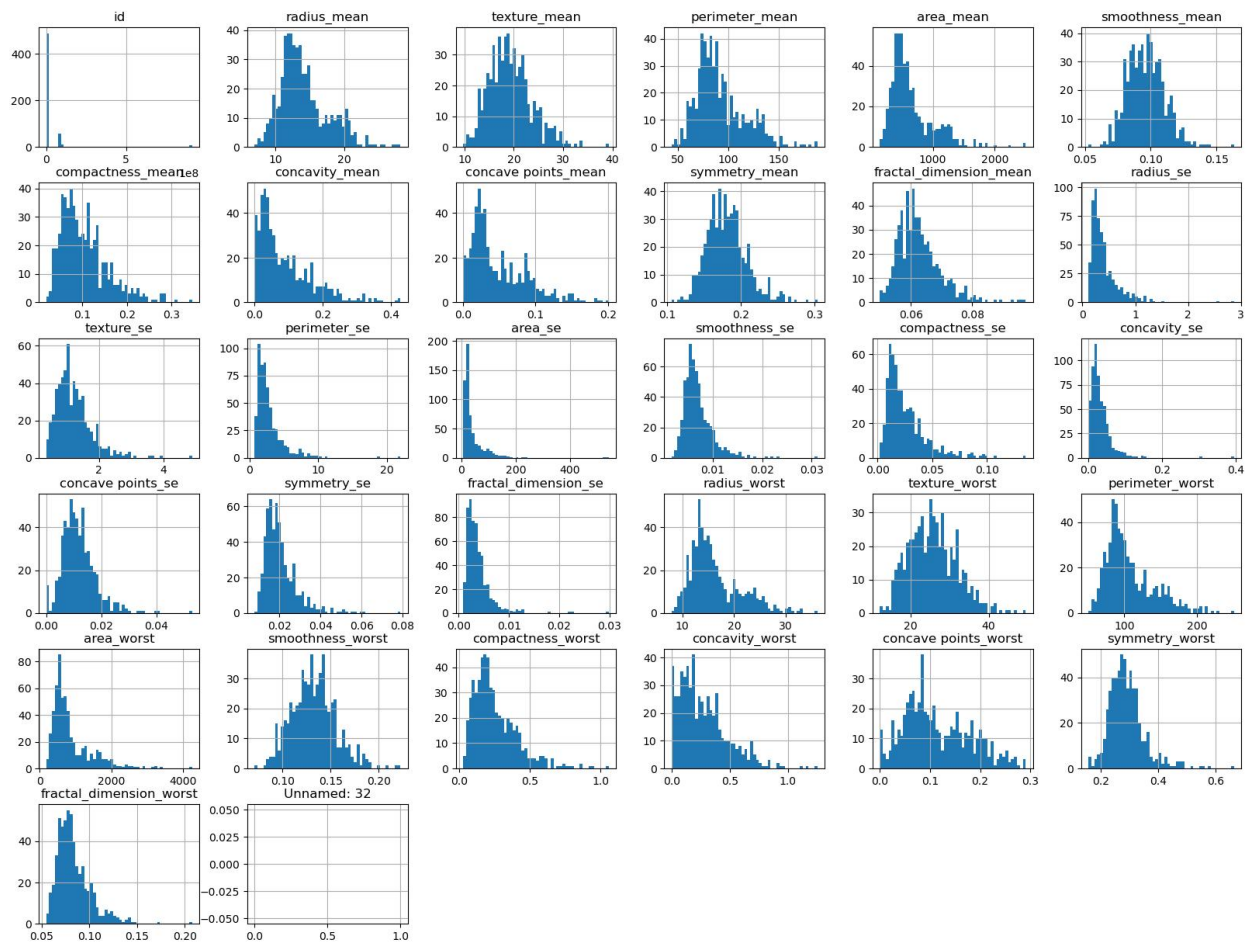 id radius_mean texture_mean perimeter_mean area_mean smoothness_mean
400 200 0
40 30 20 10 0
30 20 10 0
40 30 20 10 0
40 20 0
40 30 20 10 0
0 5 1e8
10 20
10 20 30 40
50 100 150
1000 2000
0.05 0.10 0.15
compactness_mean concavity_mean concave points_mean symmetry_mean fractal_dimension_mean radius_se
40 30 20 10 0
40 20 0
40 20 0
40 30 20 10 0
40 20 0
100 75 50 25 0
0.1 0.2 0.3
0.0 0.2 0.4
0.0 0.1 0.2
0.1 0.2 0.3
0.06 0.08
0 1 2 3
texture_se perimeter_se area_se smoothness_se compactness_se concavity_se
60 40 20 0
100 75 50 25 0
200 150 100 50 0
60 40 20 0
60 40 20 0
100 75 50 25 0
2 4
0 10 20
0 200 400
0.01 0.02 0.03
0.00 0.05 0.10
0.0 0.2 0.4
concave points_se symmetry_se fractal_dimension_se radius_worst texture_worst perimeter_worst
40 20 0
60 40 20 0
80 60 40 20 0
40 20 0
30 20 10 0
40 20 0
0.00 0.02 0.04
0.02 0.04 0.06 0.08
0.00 0.01 0.02 0.03
10 20 30
20 30 40 50
100 200
area_worst smoothness_worst compactness_worst concavity_worst concave points_worst symmetry_worst
80 60 40 20 0
30 20 10 0
40 30 20 10 0
40 30 20 10 0
30 20 10 0
40 20 0
0 2000 4000
0.10 0.15 0.20
0.0 0.5 1.0
0.0 0.5 1.0
0.0 0.1 0.2 0.3
0.2 0.4 0.6
fractal_dimension_worst Unnamed: 32
40 20 0
0.050 0.025 0.000 −0.025 −0.050
0.05 0.10 0.15 0.20
0.0 0.5 1.0